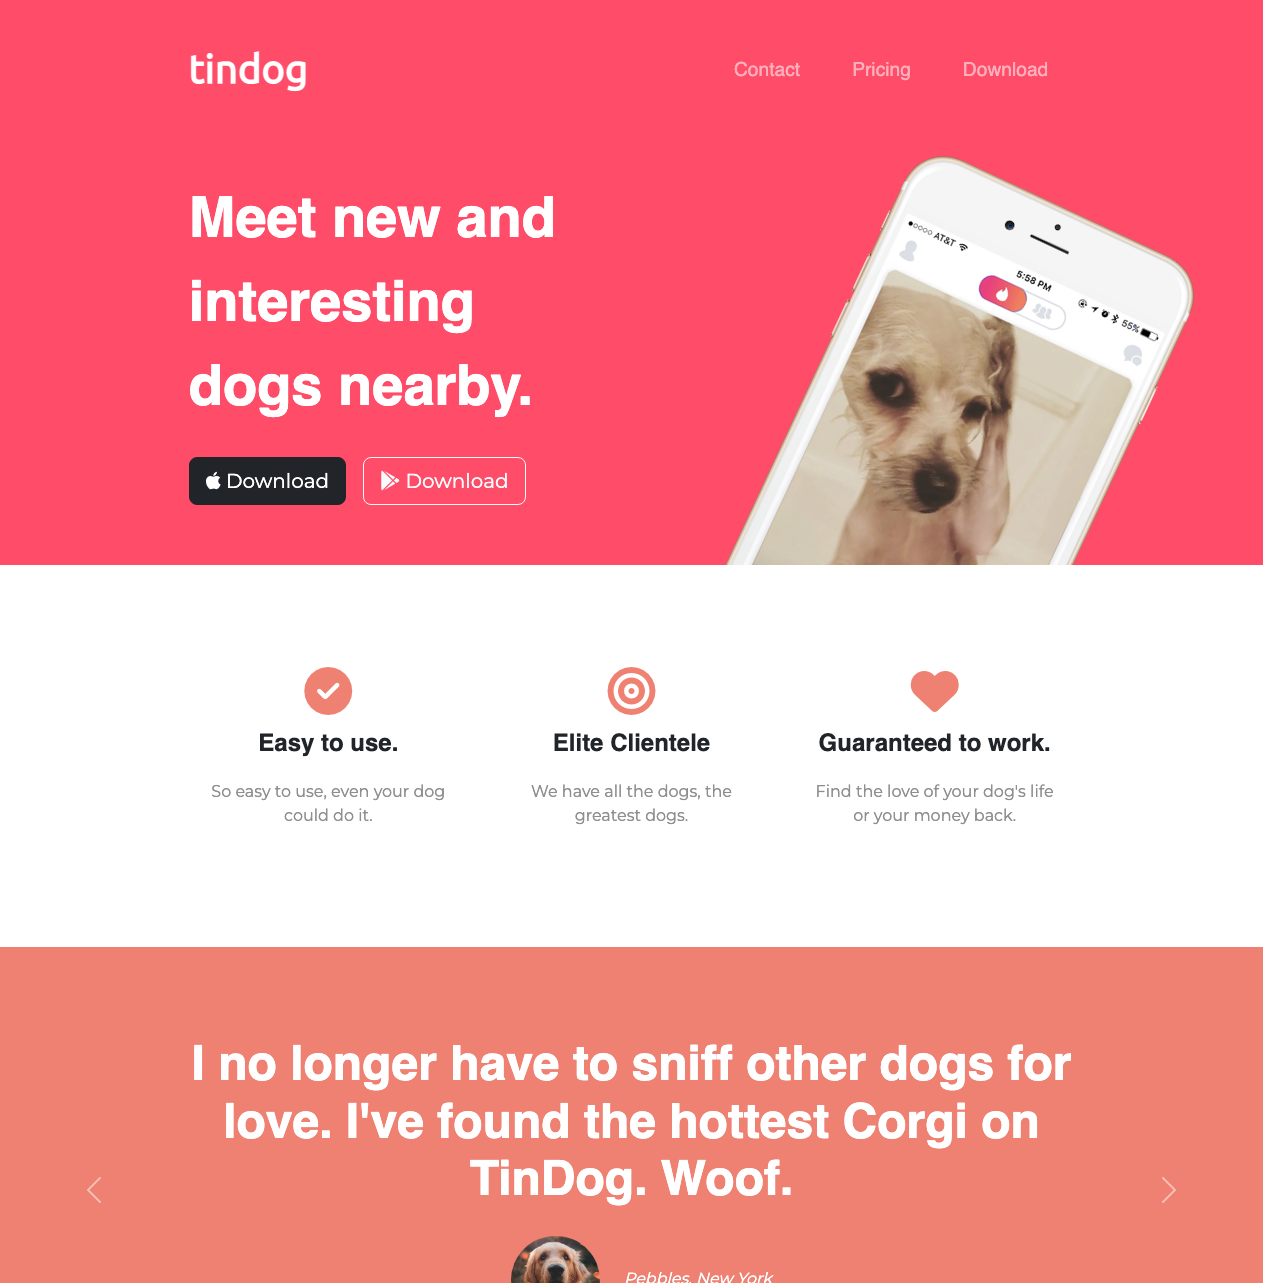 tindog
Contact Pricing Download
Meet new and
interesting
dogs nearby.
Download Download
AT&T
5:58 PM
55%
Easy to use.
So easy to use, even your dog
could do it.
Elite Clientele
We have all the dogs, the
greatest dogs.
Guaranteed to work.
Find the love of your dog's life
or your money back.
I no longer have to sniff other dogs for
love. I've found the hottest Corgi on
TinDog. Woof.
Pebbles, New York